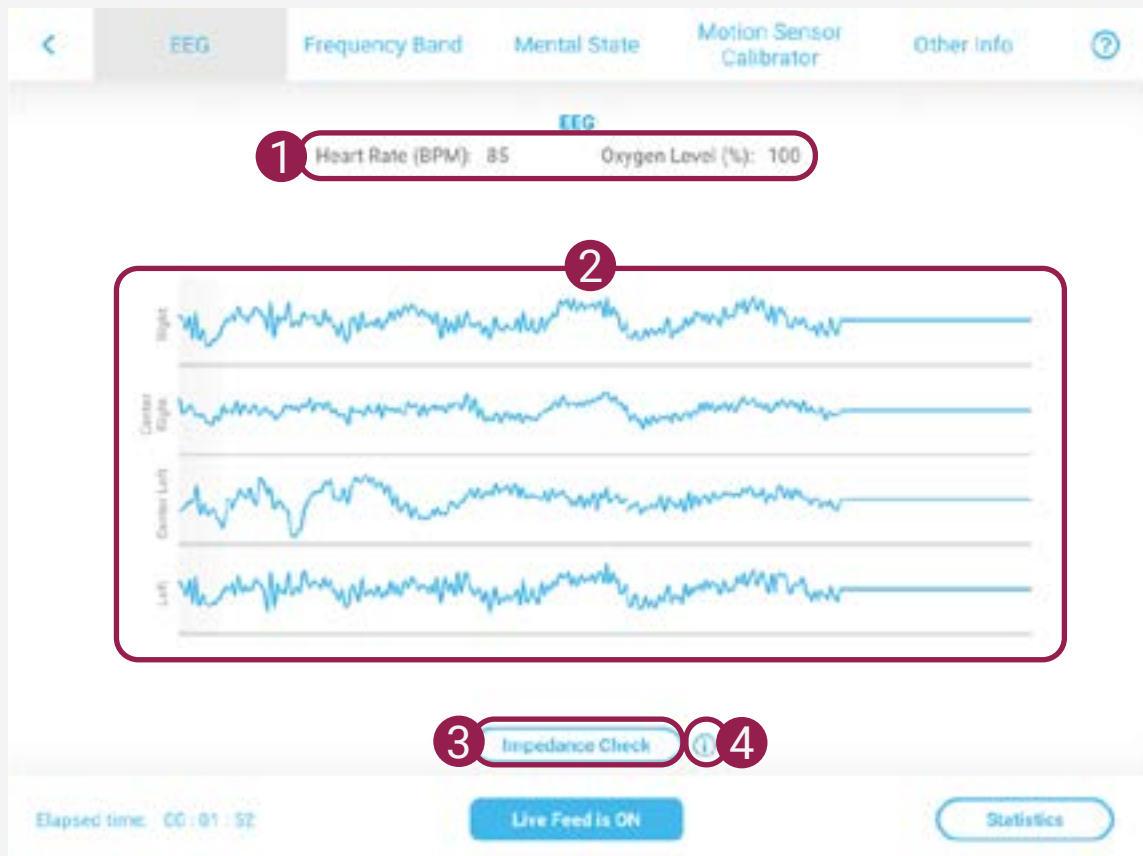 EEG Frequency Band Mental State Motion Sensor Calibrator Other Info ?
EEG
1 Heart Rate (BPM): 85 Oxygen Level (%): 100
2
Right
Center Right
Center Left
Left
3 Impedance Check i 4
Elapsed time: 00 : 01 : 52 Live Feed is ON Statistics